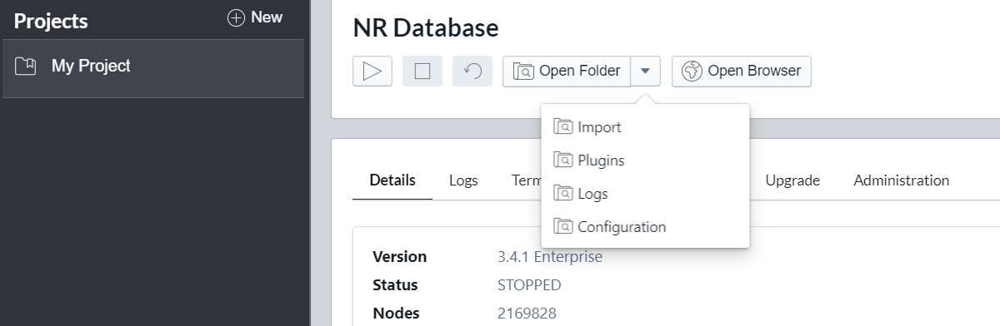 Projects
New
My Project
NR Database
Open Folder
Open Browser
Import
Plugins
Logs
Configuration
Details Logs Term Upgrade Administration
Version 3.4.1 Enterprise
Status STOPPED
Nodes 2169828